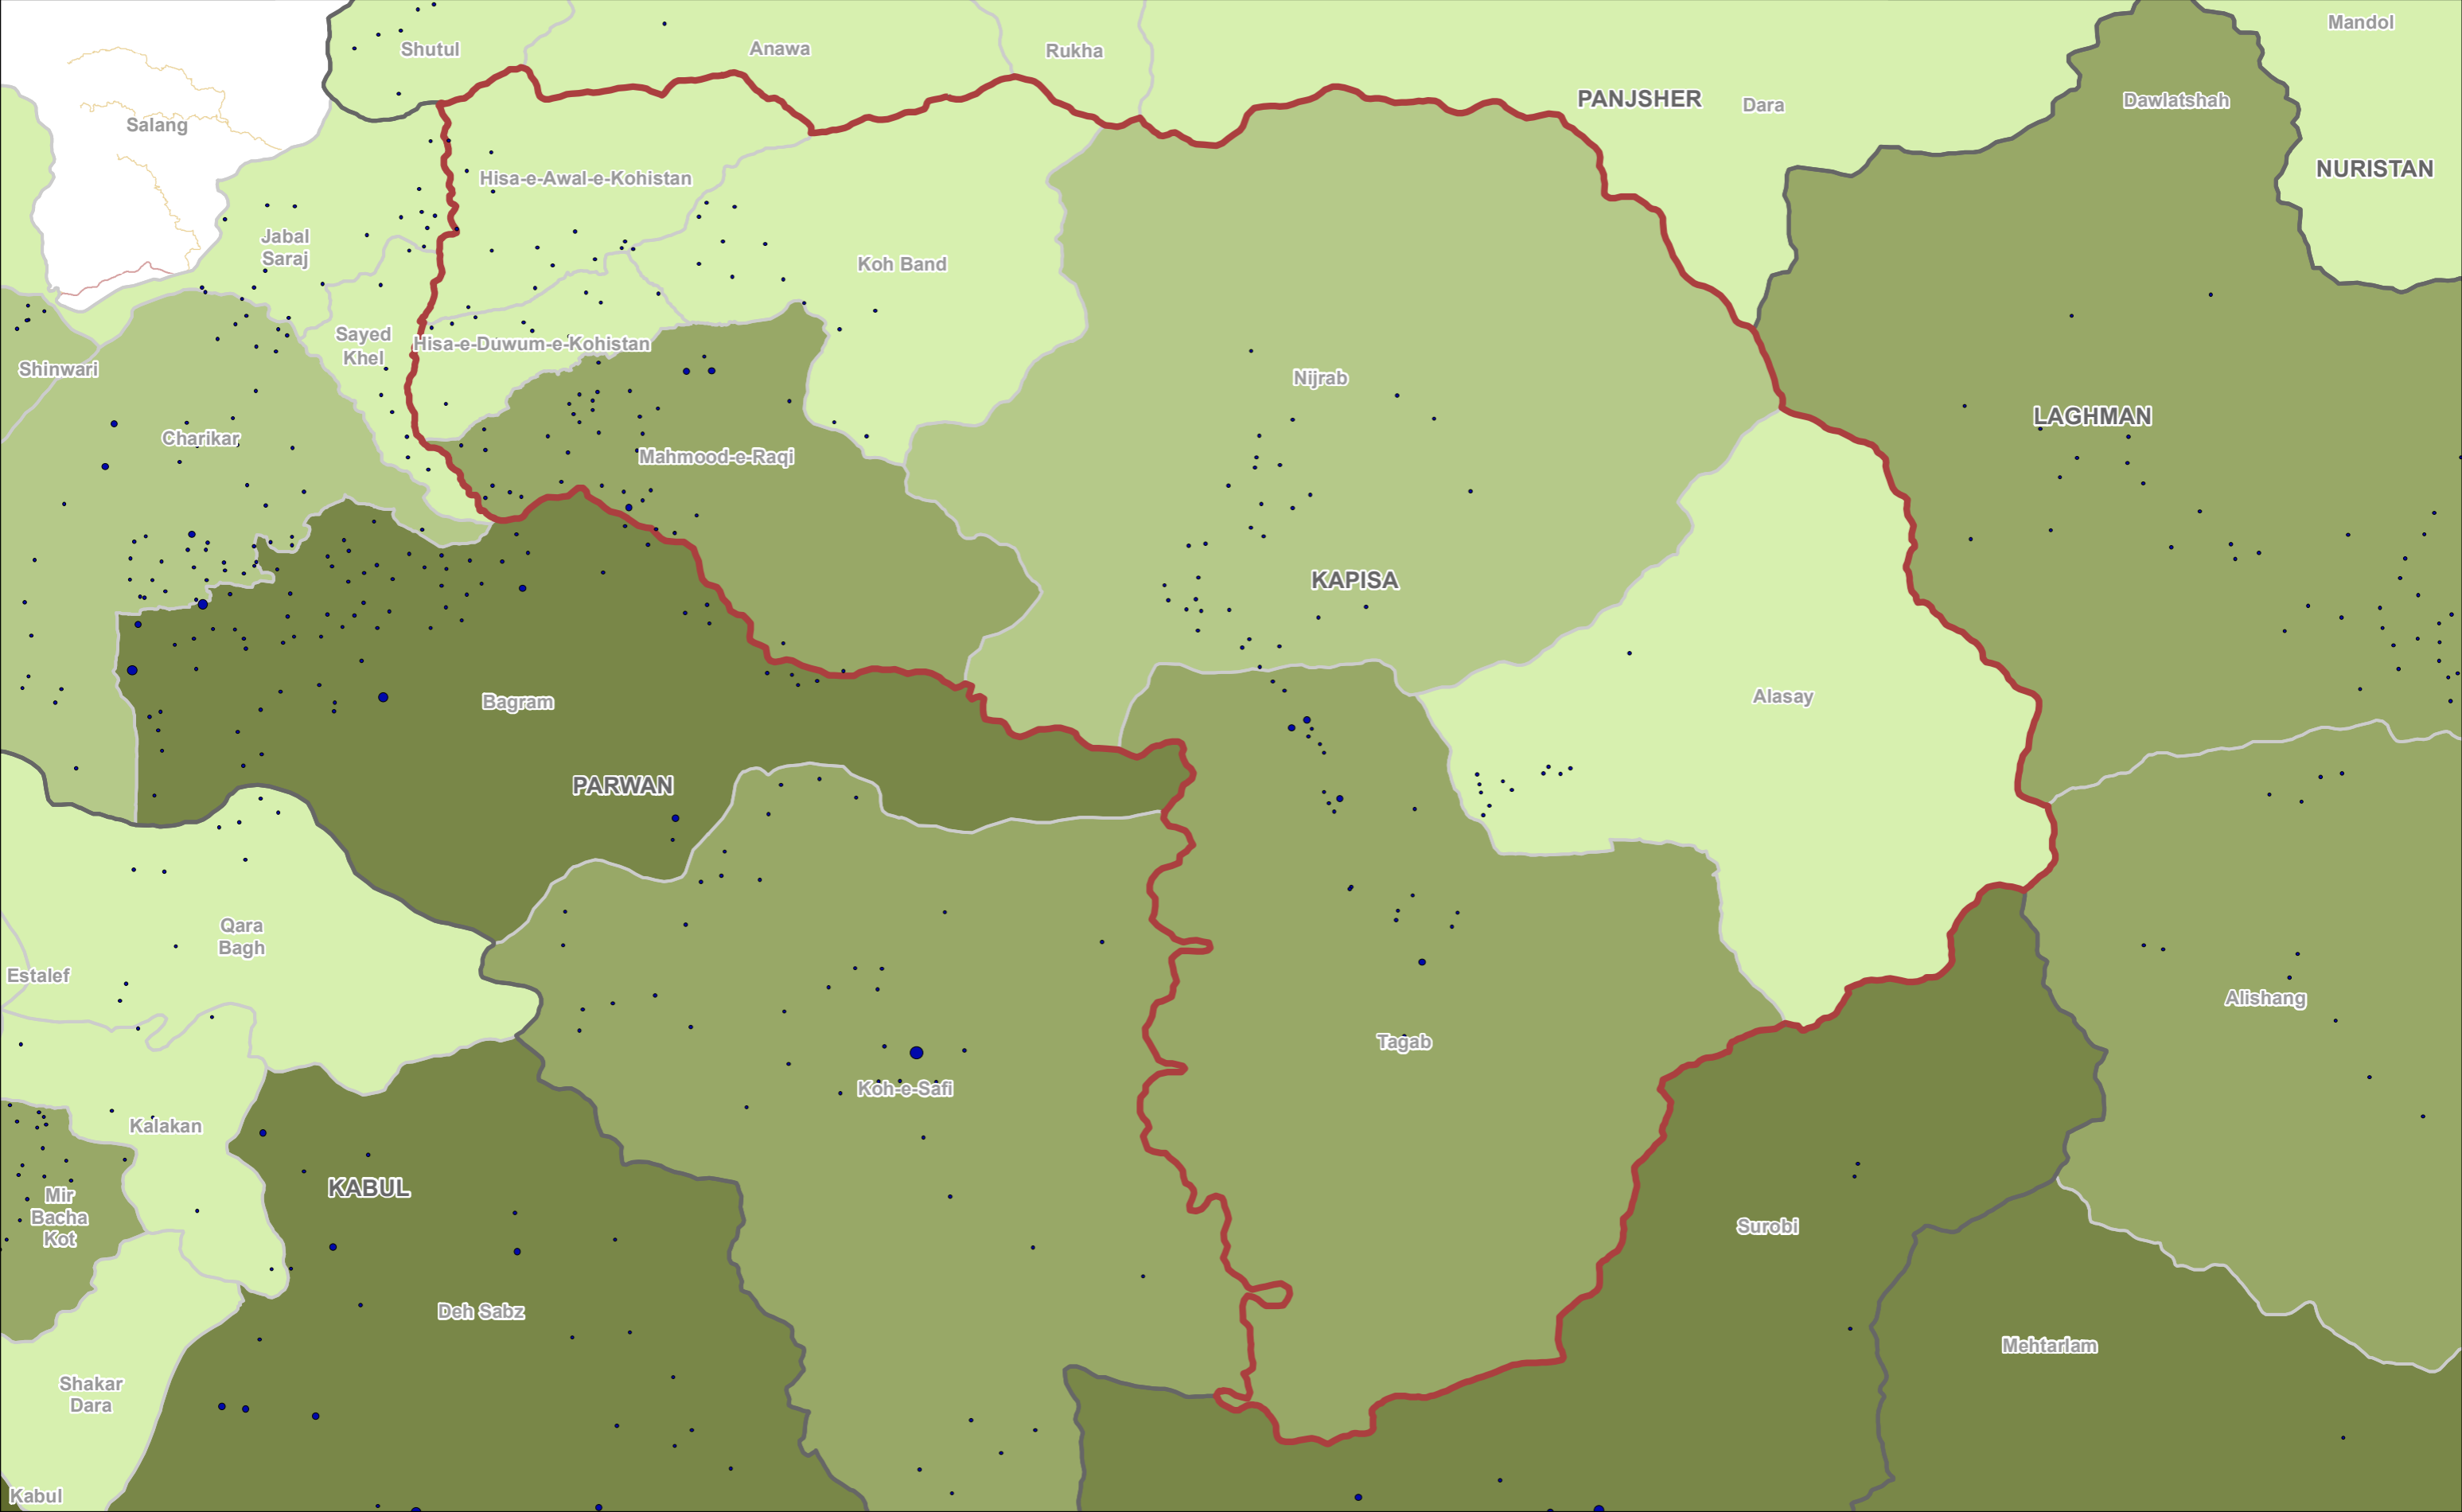 Mandol
Shutul
Anawa
Rukha
PANJSHER
Dara
Dawlatshah
Salang
NURISTAN
Hisa-e-Awal-e-Kohistan
Jabal
Saraj
Koh Band
Sayed
Khel
Hisa-e-Duwum-e-Kohistan
Shinwari
Nijrab
LAGHMAN
Charikar
Mahmood-e-Raqi
KAPISA
Bagram
Alasay
PARWAN
Qara
Bagh
Estalef
Alishang
Tagab
Koh-e-Safi
Kalakan
KABUL
Mir
Bacha
Kot
Surobi
Deh Sabz
Mehtarlam
Shakar
Dara
Kabul